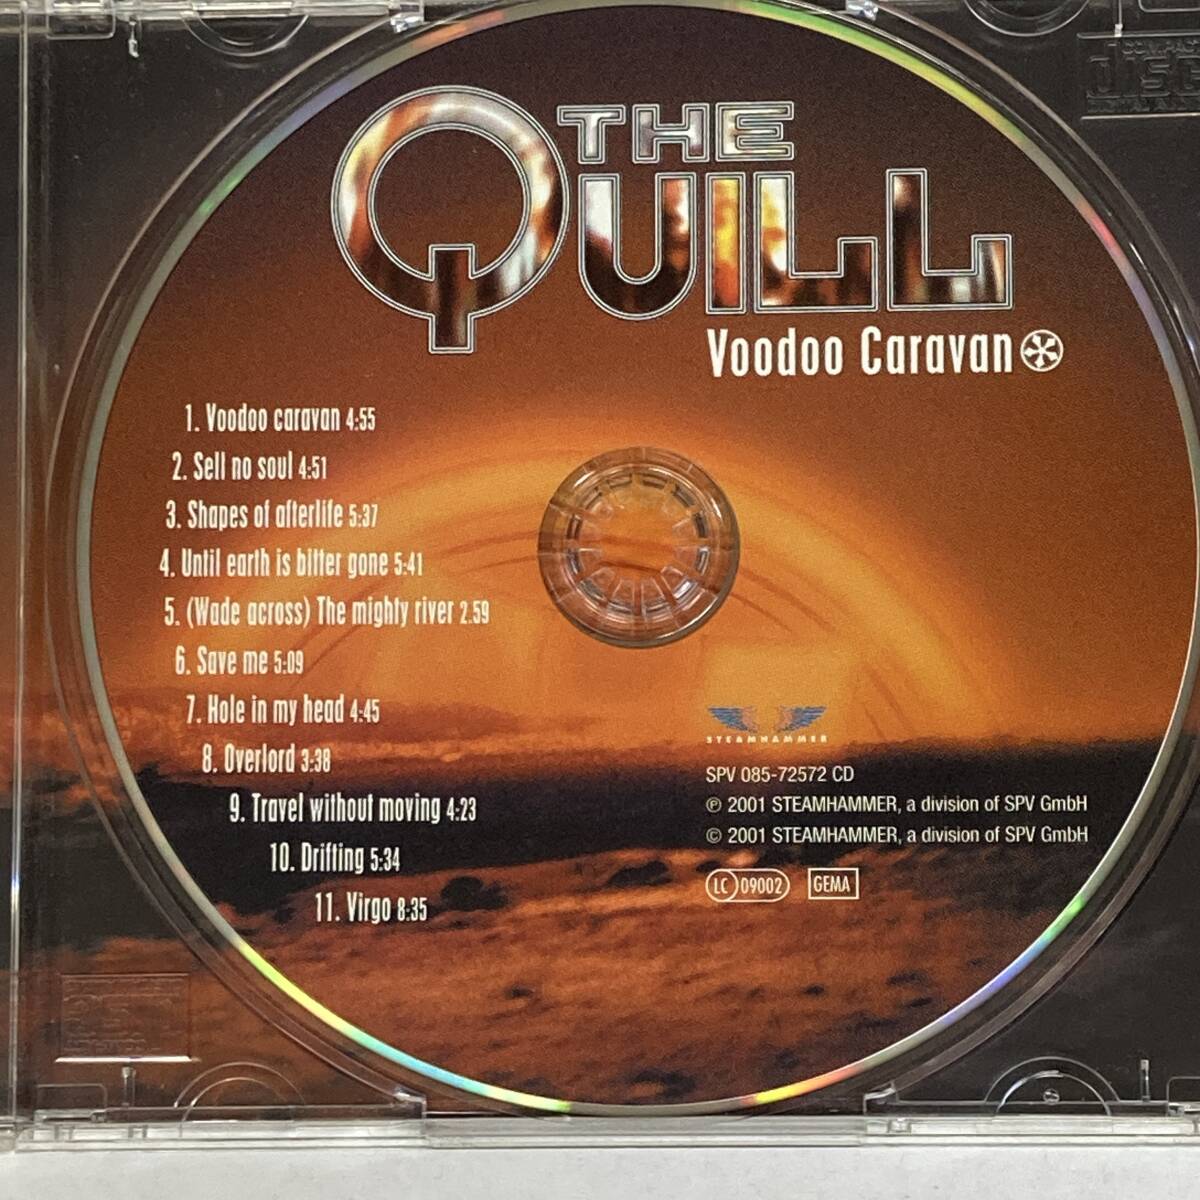 THE
QUILL
Voodoo Caravan
1. Voodoo caravan 4:55
2. Sell no soul 4:51
3. Shapes of afterlife 5:37
4. Until earth is bitter gone 5:41
5. (Wade across) The mighty river 2.59
6. Save me 5:09
7. Hole in my head 4:45
8. Overlord 3:38
9. Travel without moving 4:23
10. Drifting 5:34
11. Virgo 8:35
STEAMHAMMER
SPV 085-72572 CD
℗ 2001 STEAMHAMMER, a division of SPV GmbH
© 2001 STEAMHAMMER, a division of SPV GmbH
LC 09002 GEMA